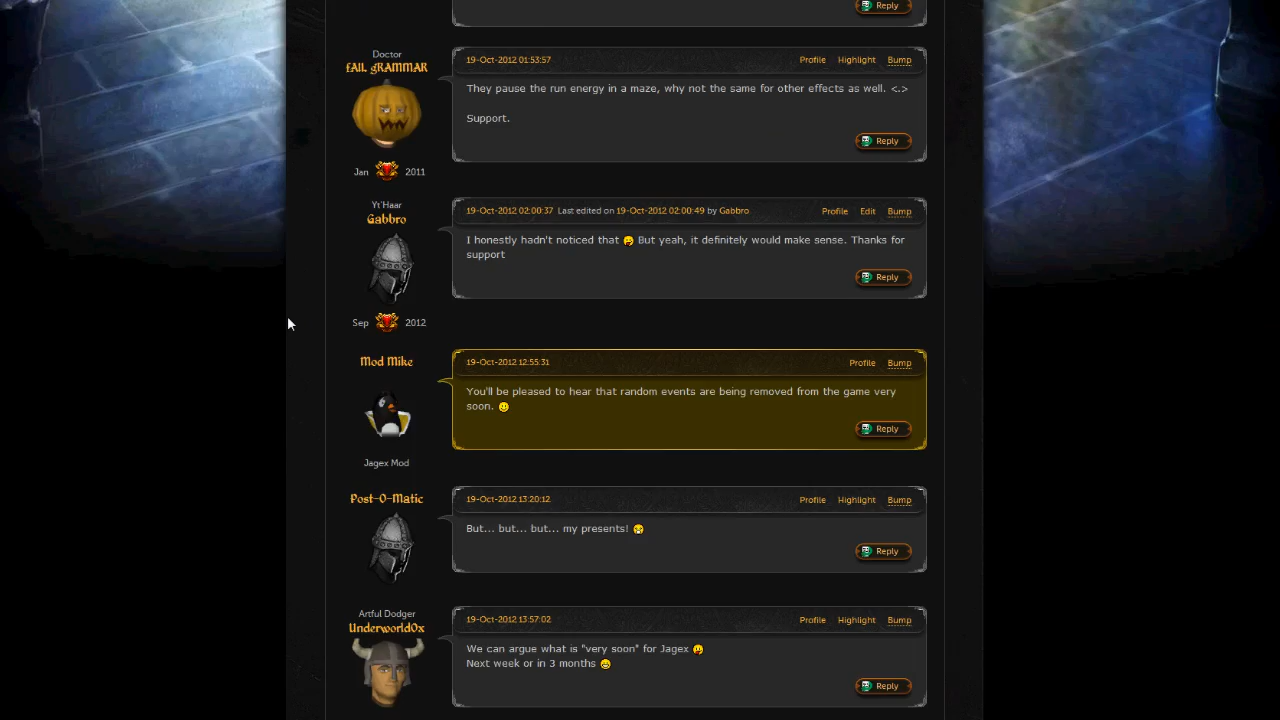 Reply
Doctor
fAIL gRAMMAR
Jan 2011
19-Oct-2012 01:53:57 Profile Highlight Bump
They pause the run energy in a maze, why not the same for other effects as well. <.>
Support.
Reply
Yt'Haar
Gabbro
Sep 2012
19-Oct-2012 02:00:37 Last edited on 19-Oct-2012 02:00:49 by Gabbro Profile Edit Bump
I honestly hadn't noticed that But yeah, it definitely would make sense. Thanks for
support
Reply
Mod Mike
Jagex Mod
19-Oct-2012 12:55:31 Profile Bump
You'll be pleased to hear that random events are being removed from the game very
soon.
Reply
Post-O-Matic
19-Oct-2012 13:20:12 Profile Highlight Bump
But... but... but... my presents!
Reply
Artful Dodger
Underworld0x
19-Oct-2012 13:57:02 Profile Highlight Bump
We can argue what is "very soon" for Jagex
Next week or in 3 months
Reply